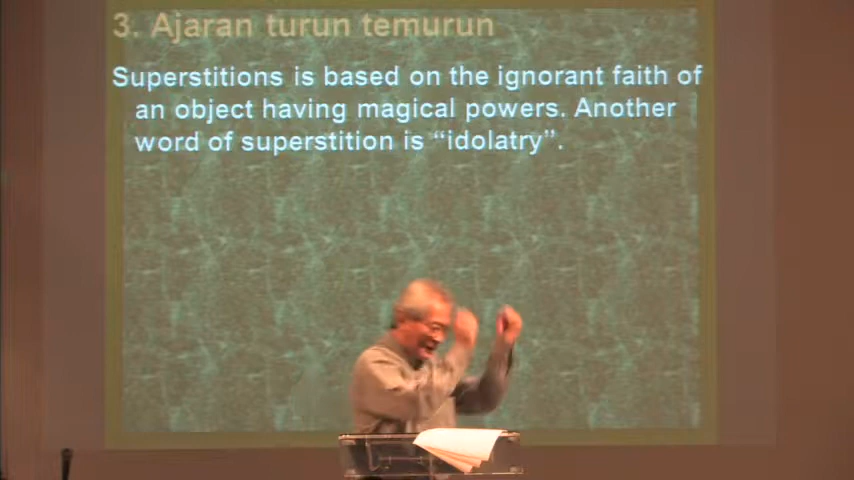 3. Ajaran turun temurun
Superstitions is based on the ignorant faith of
an object having magical powers. Another
word of superstition is “idolatry”.